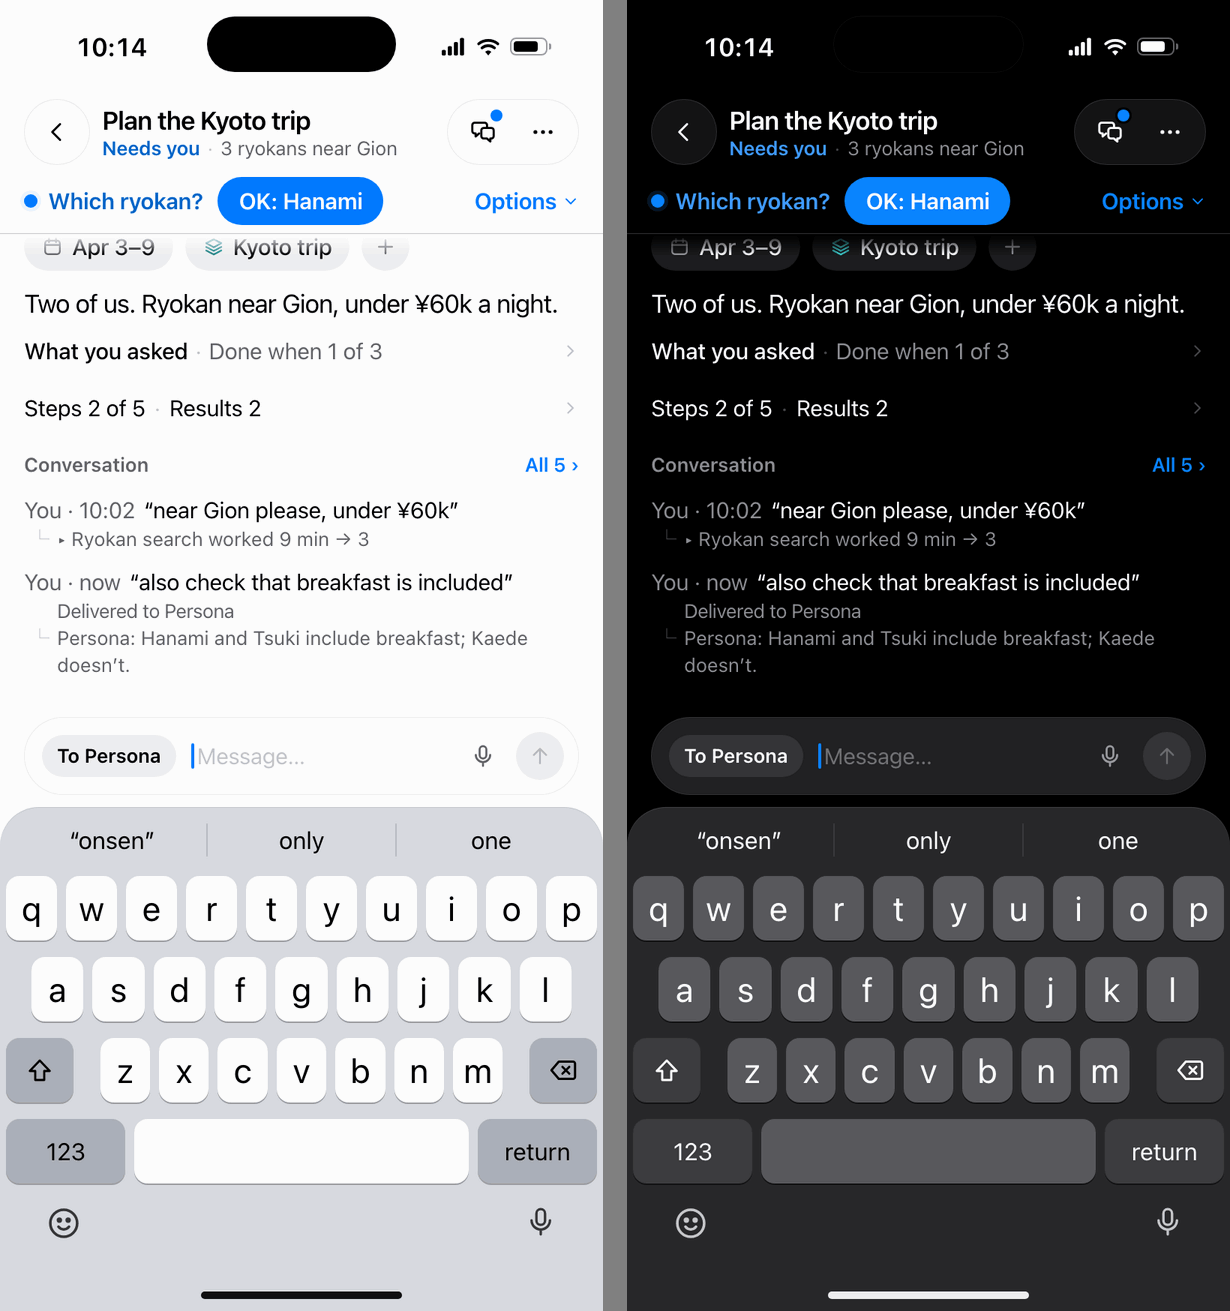 10:14
Plan the Kyoto trip
Needs you · 3 ryokans near Gion
Which ryokan? OK: Hanami Options
Apr 3–9 Kyoto trip +
Two of us. Ryokan near Gion, under ¥60k a night.
What you asked · Done when 1 of 3
Steps 2 of 5 · Results 2
Conversation All 5 ›
You · 10:02 “near Gion please, under ¥60k”
▸ Ryokan search worked 9 min → 3
You · now “also check that breakfast is included”
Delivered to Persona
Persona: Hanami and Tsuki include breakfast; Kaede
doesn’t.
To Persona Message...
“onsen” only one
q w e r t y u i o p
a s d f g h j k l
z x c v b n m
123 return
10:14
Plan the Kyoto trip
Needs you · 3 ryokans near Gion
Which ryokan? OK: Hanami Options
Apr 3–9 Kyoto trip +
Two of us. Ryokan near Gion, under ¥60k a night.
What you asked · Done when 1 of 3
Steps 2 of 5 · Results 2
Conversation All 5 ›
You · 10:02 “near Gion please, under ¥60k”
▸ Ryokan search worked 9 min → 3
You · now “also check that breakfast is included”
Delivered to Persona
Persona: Hanami and Tsuki include breakfast; Kaede
doesn’t.
To Persona Message...
“onsen” only one
q w e r t y u i o p
a s d f g h j k l
z x c v b n m
123 return